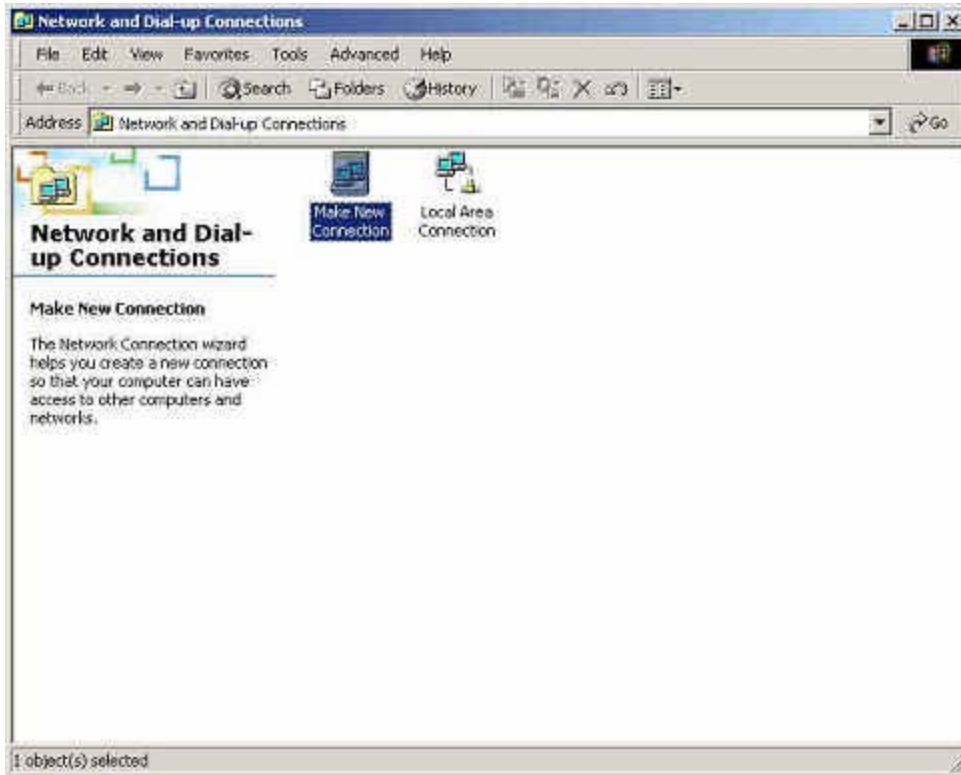 Network and Dial-up Connections
File Edit View Favorites Tools Advanced Help
Back Search Folders History
Address Network and Dial-up Connections Go
Make New Connection
Local Area Connection
Network and Dial-
up Connections
Make New Connection
The Network Connection wizard
helps you create a new connection
so that your computer can have
access to other computers and
networks.
1 object(s) selected